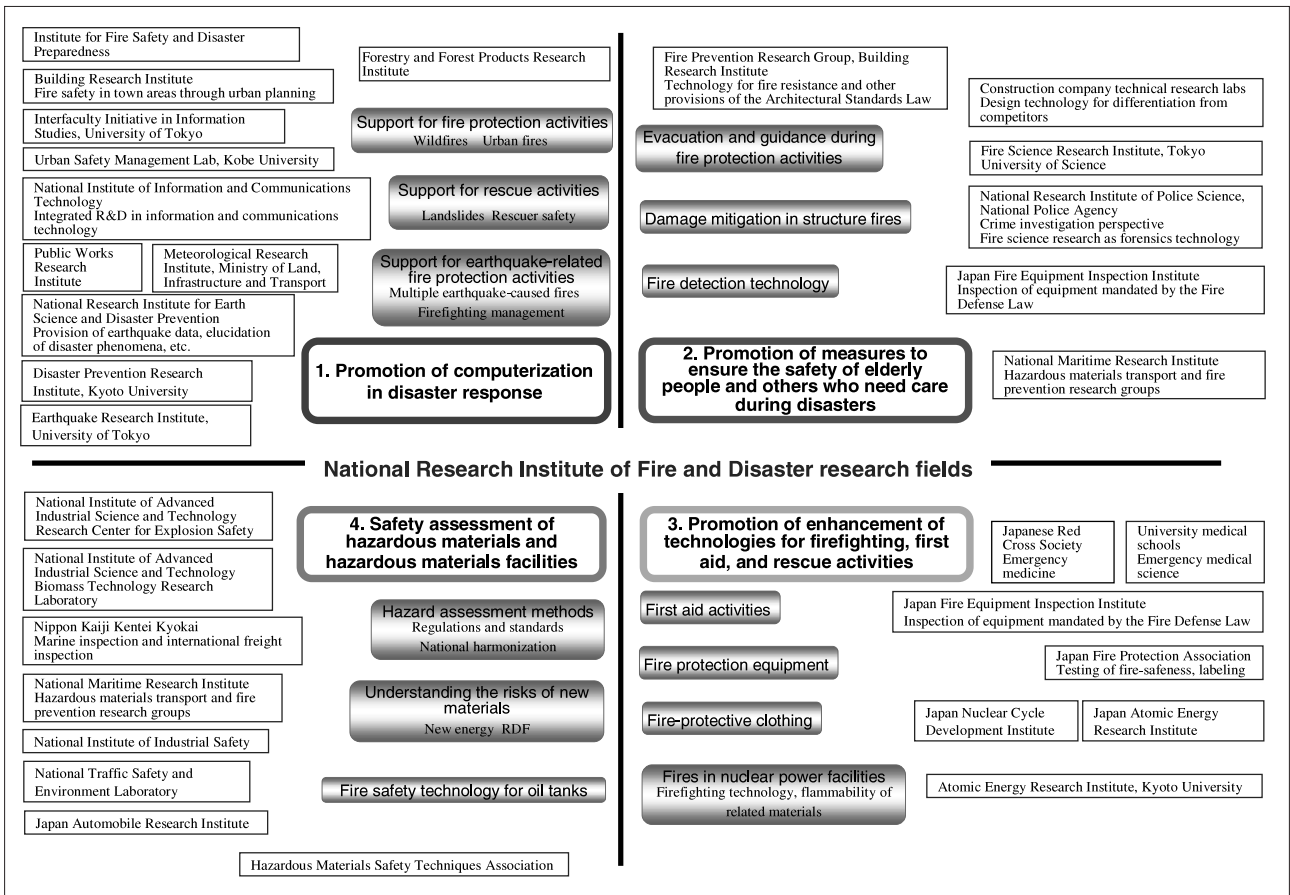 Institute for Fire Safety and Disaster
Preparedness
Building Research Institute
Fire safety in town areas through urban planning
Interfaculty Initiative in Information
Studies, University of Tokyo
Urban Safety Management Lab, Kobe University
National Institute of Information and Communications
Technology
Integrated R&D in information and communications
technology
Public Works
Research
Institute
Meteorological Research
Institute, Ministry of Land,
Infrastructure and Transport
National Research Institute for Earth
Science and Disaster Prevention
Provision of earthquake data, elucidation
of disaster phenomena, etc.
Disaster Prevention Research
Institute, Kyoto University
Earthquake Research Institute,
University of Tokyo
Forestry and Forest Products Research
Institute
Support for fire protection activities
Wildfires Urban fires
Support for rescue activities
Landslides Rescuer safety
Support for earthquake-related
fire protection activities
Multiple earthquake-caused fires
Firefighting management
1. Promotion of computerization
in disaster response
Fire Prevention Research Group, Building
Research Institute
Technology for fire resistance and other
provisions of the Architectural Standards Law
Evacuation and guidance during
fire protection activities
Damage mitigation in structure fires
Fire detection technology
2. Promotion of measures to
ensure the safety of elderly
people and others who need care
during disasters
Construction company technical research labs
Design technology for differentiation from
competitors
Fire Science Research Institute, Tokyo
University of Science
National Research Institute of Police Science,
National Police Agency
Crime investigation perspective
Fire science research as forensics technology
Japan Fire Equipment Inspection Institute
Inspection of equipment mandated by the Fire
Defense Law
National Maritime Research Institute
Hazardous materials transport and fire
prevention research groups
National Research Institute of Fire and Disaster research fields
National Institute of Advanced
Industrial Science and Technology
Research Center for Explosion Safety
National Institute of Advanced
Industrial Science and Technology
Biomass Technology Research
Laboratory
Nippon Kaiji Kentei Kyokai
Marine inspection and international freight
inspection
National Maritime Research Institute
Hazardous materials transport and fire
prevention research groups
National Institute of Industrial Safety
National Traffic Safety and
Environment Laboratory
Japan Automobile Research Institute
Hazardous Materials Safety Techniques Association
4. Safety assessment of
hazardous materials and
hazardous materials facilities
Hazard assessment methods
Regulations and standards
National harmonization
Understanding the risks of new
materials
New energy RDF
Fire safety technology for oil tanks
3. Promotion of enhancement of
technologies for firefighting, first
aid, and rescue activities
First aid activities
Fire protection equipment
Fire-protective clothing
Fires in nuclear power facilities
Firefighting technology, flammability of
related materials
Japanese Red
Cross Society
Emergency
medicine
University medical
schools
Emergency medical
science
Japan Fire Equipment Inspection Institute
Inspection of equipment mandated by the Fire Defense Law
Japan Fire Protection Association
Testing of fire-safeness, labeling
Japan Nuclear Cycle
Development Institute
Japan Atomic Energy
Research Institute
Atomic Energy Research Institute, Kyoto University